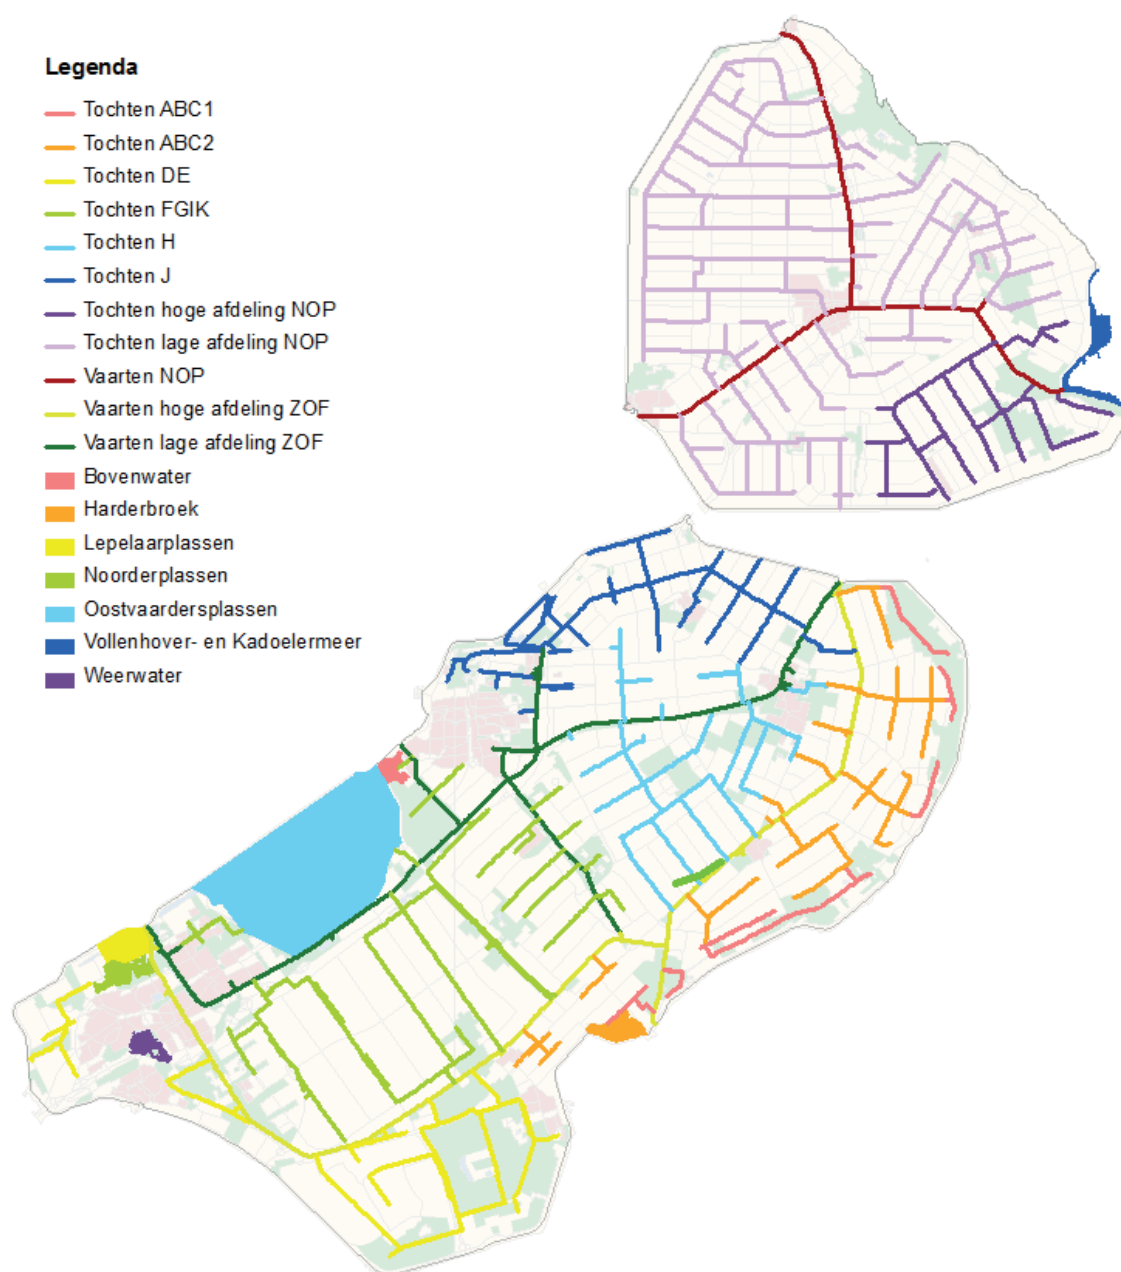 Legenda
Tochten ABC1
Tochten ABC2
Tochten DE
Tochten FGIK
Tochten H
Tochten J
Tochten hoge afdeling NOP
Tochten lage afdeling NOP
Vaarten NOP
Vaarten hoge afdeling ZOF
Vaarten lage afdeling ZOF
Bovenwater
Harderbroek
Lepelaarplassen
Noorderplassen
Oostvaardersplassen
Vollenhover- en Kadoelermeer
Weerwater